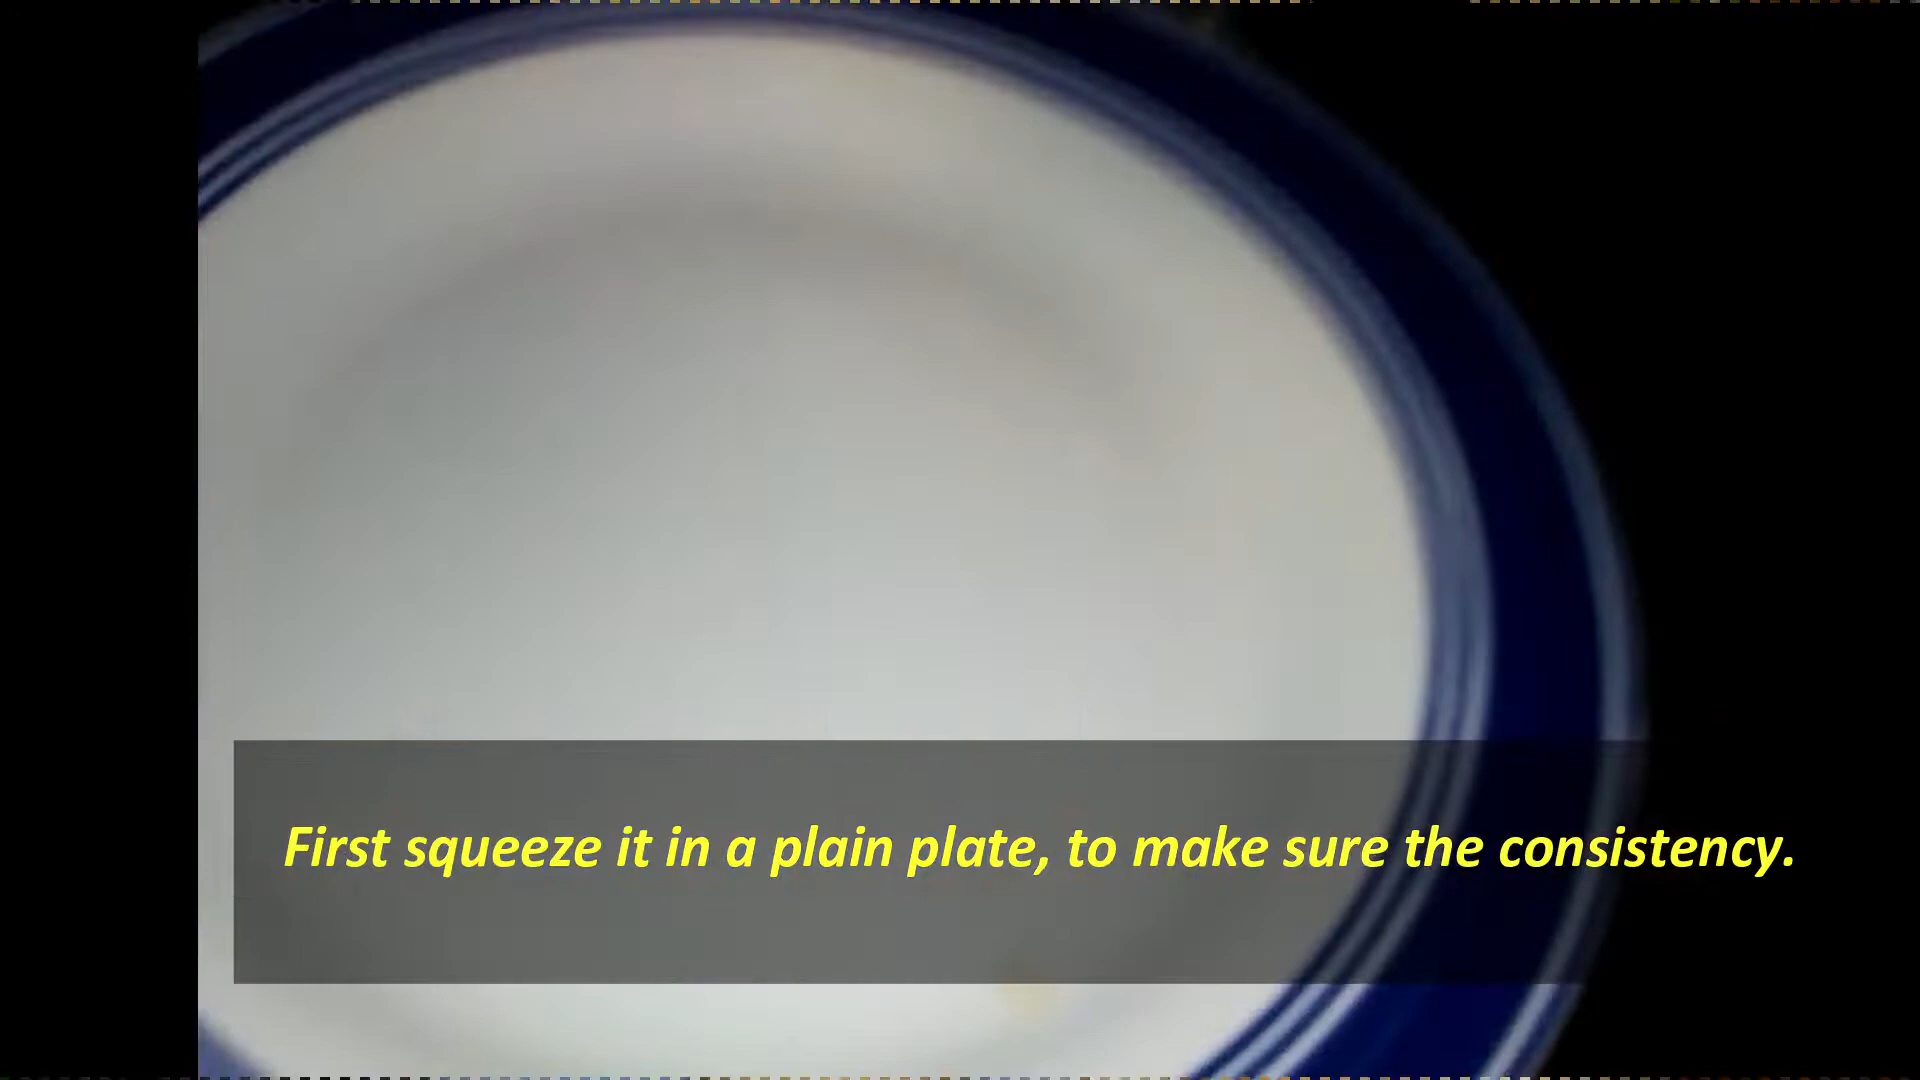 First squeeze it in a plain plate, to make sure the consistency.